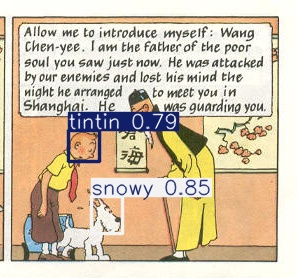 Allow me to introduce myself: Wang
Chen-yee. I am the father of the poor
soul you saw just now. He was attacked
by our enemies and lost his mind the
night he arranged to meet you in
Shanghai. He was guarding you.
tintin 0.79
滄
海
snowy 0.85